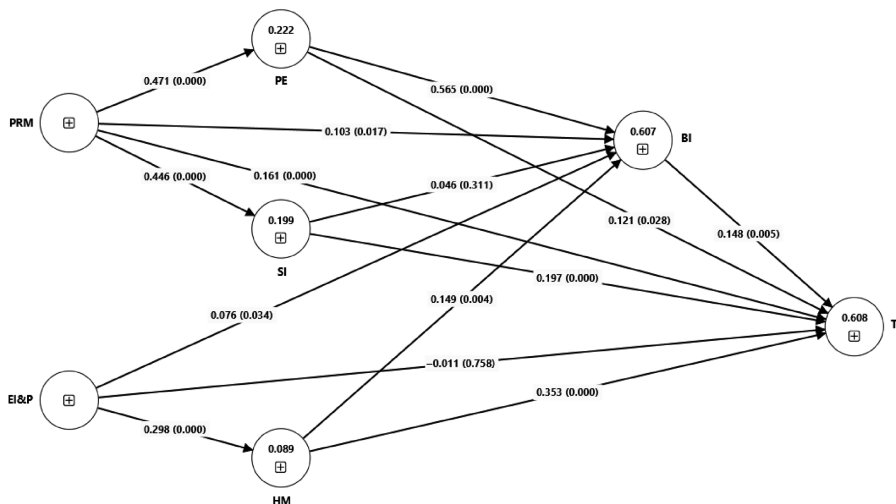 0.222
PE
0.471 (0.000)
0.565 (0.000)
PRM
0.103 (0.017)
0.607
BI
0.446 (0.000)
0.161 (0.000)
0.046 (0.311)
0.199
SI
0.121 (0.028)
0.148 (0.005)
0.197 (0.000)
0.076 (0.034)
0.149 (0.004)
0.608
T
−0.011 (0.758)
EI&P
0.353 (0.000)
0.298 (0.000)
0.089
HM